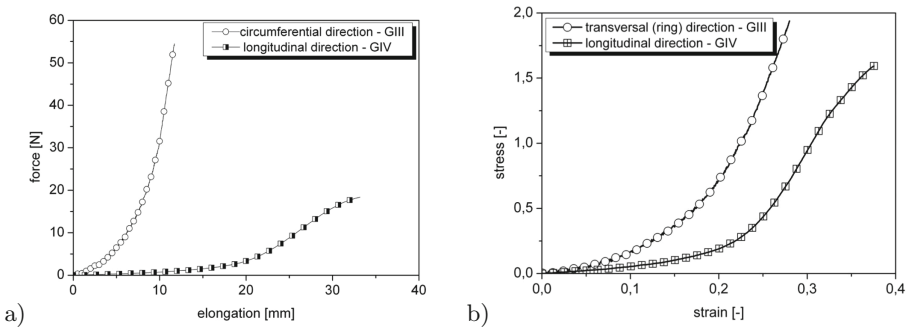 circumferential direction - GIII
longitudinal direction - GIV
60
50
40
30
20
10
0
force [N]
0 10 20 30 40
elongation [mm]
a)
transversal (ring) direction - GIII
longitudinal direction - GIV
2,0
1,5
1,0
0,5
0,0
stress [-]
0,0 0,1 0,2 0,3 0,4
strain [-]
b)